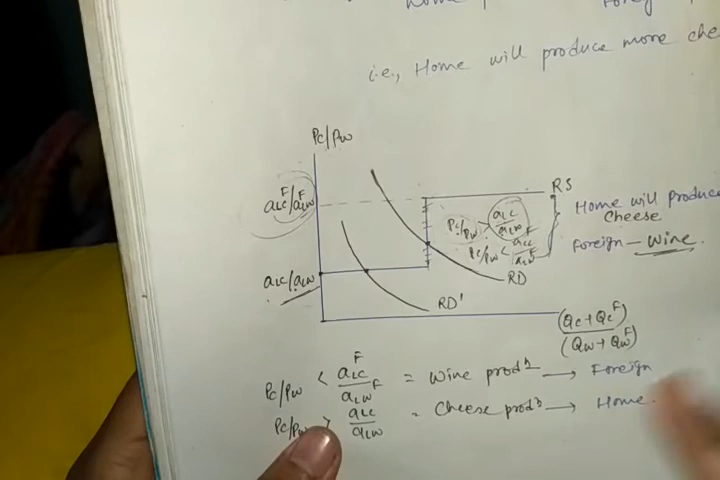 i.e., Home will produce more che
Pc/Pw
aLC^F/aLW^F
RS
Home will produce
Cheese
Pc/Pw > aLC/aLW
Pc/Pw < aLC^F/aLW^F
Foreign - Wine.
aLC/aLW
RD
RD'
(Qc + Qc^F)/(Qw + Qw^F)
Pc/Pw < aLC^F/aLW^F = Wine prodⁿ → Foreign
Pc/Pw > aLC/aLW = Cheese prodⁿ → Home.